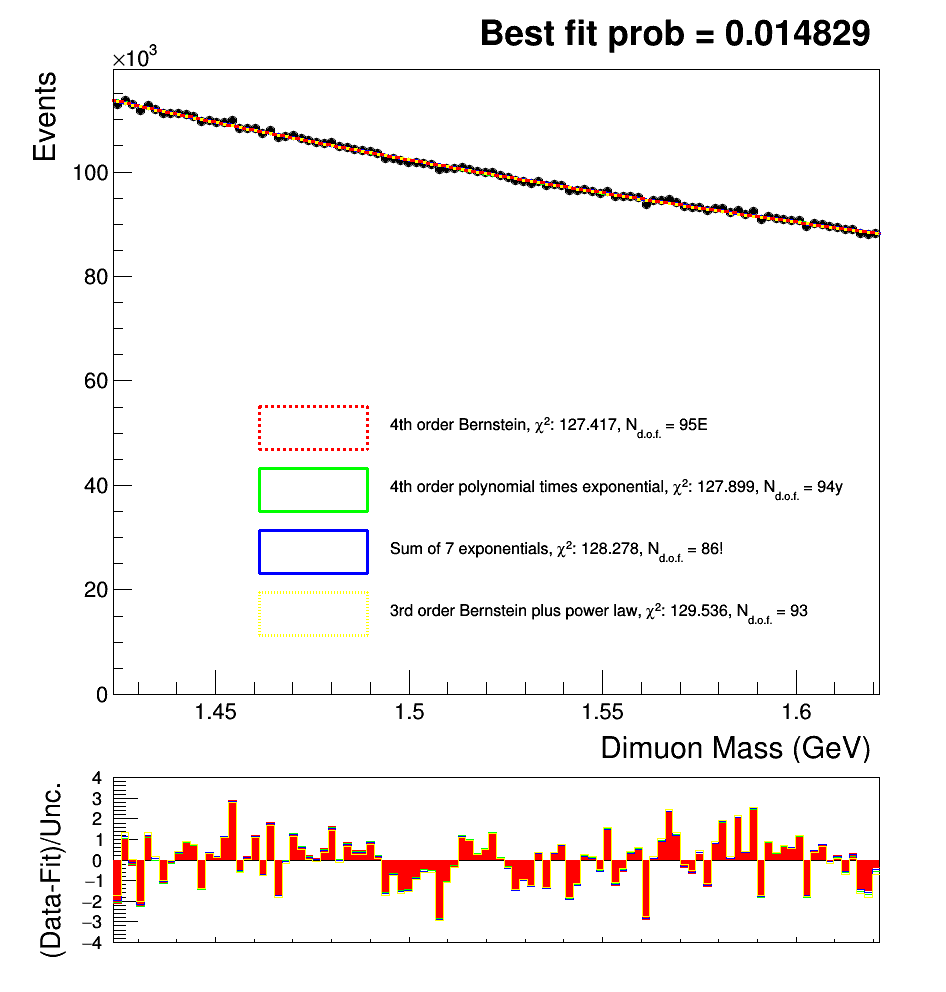 Best fit prob = 0.014829
×10³
Events
100
80
60
40
20
0
4th order Bernstein, χ²: 127.417, N_d.o.f. = 95E
4th order polynomial times exponential, χ²: 127.899, N_d.o.f. = 94y
Sum of 7 exponentials, χ²: 128.278, N_d.o.f. = 86!
3rd order Bernstein plus power law, χ²: 129.536, N_d.o.f. = 93
1.45 1.5 1.55 1.6
Dimuon Mass (GeV)
(Data-Fit)/Unc.
4
3
2
1
0
−1
−2
−3
−4